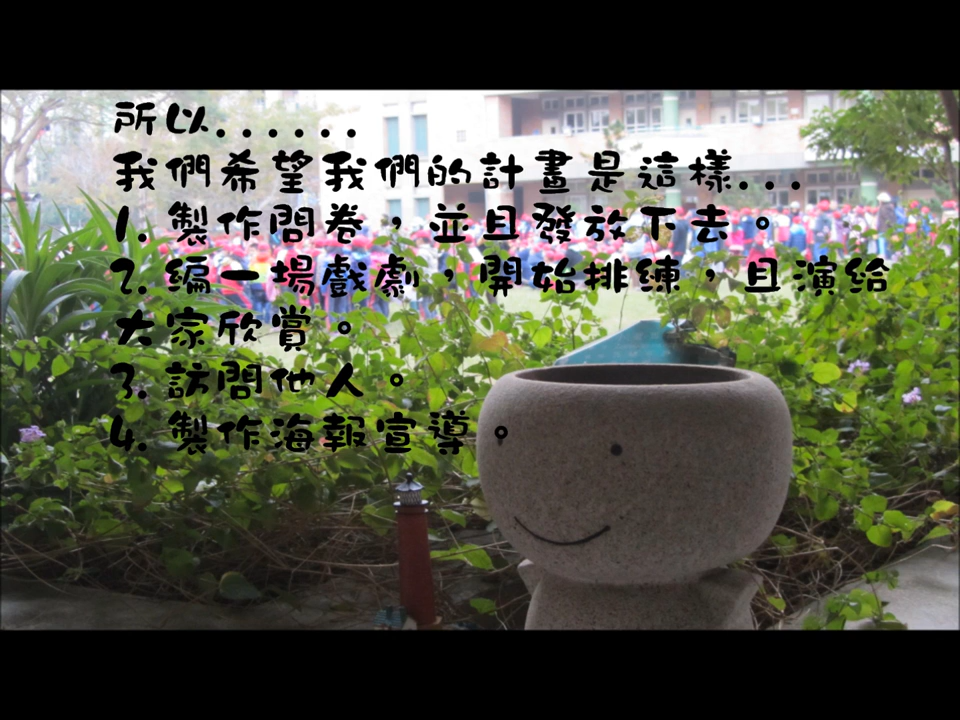 所以......
我們希望我們的計畫是這樣...
1. 製作問卷，並且發放下去。
2. 編一場戲劇，開始排練，且演給
大家欣賞。
3. 訪問他人。
4. 製作海報宣導。